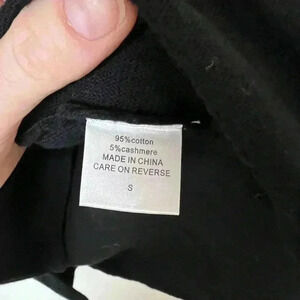 95%cotton
5%cashmere
MADE IN CHINA
CARE ON REVERSE
S